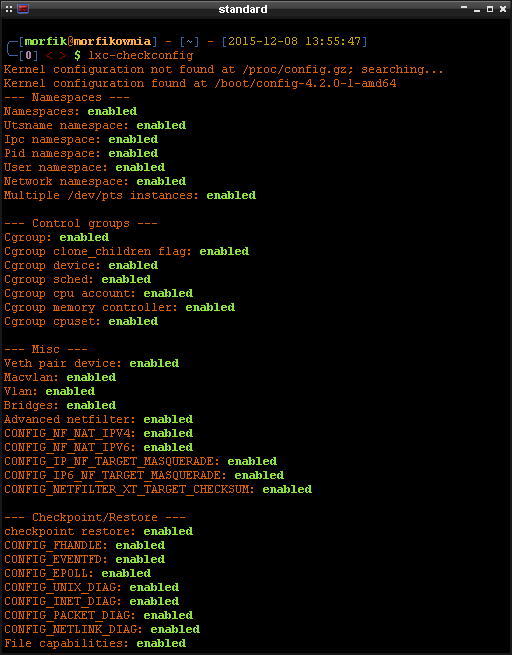 standard
[morfik@morfikownia] - [~] - [2015-12-08 13:55:47]
[0] < > $ lxc-checkconfig
Kernel configuration not found at /proc/config.gz; searching...
Kernel configuration found at /boot/config-4.2.0-1-amd64
--- Namespaces ---
Namespaces: enabled
Utsname namespace: enabled
Ipc namespace: enabled
Pid namespace: enabled
User namespace: enabled
Network namespace: enabled
Multiple /dev/pts instances: enabled
--- Control groups ---
Cgroup: enabled
Cgroup clone_children flag: enabled
Cgroup device: enabled
Cgroup sched: enabled
Cgroup cpu account: enabled
Cgroup memory controller: enabled
Cgroup cpuset: enabled
--- Misc ---
Veth pair device: enabled
Macvlan: enabled
Vlan: enabled
Bridges: enabled
Advanced netfilter: enabled
CONFIG_NF_NAT_IPV4: enabled
CONFIG_NF_NAT_IPV6: enabled
CONFIG_IP_NF_TARGET_MASQUERADE: enabled
CONFIG_IP6_NF_TARGET_MASQUERADE: enabled
CONFIG_NETFILTER_XT_TARGET_CHECKSUM: enabled
--- Checkpoint/Restore ---
checkpoint restore: enabled
CONFIG_FHANDLE: enabled
CONFIG_EVENTFD: enabled
CONFIG_EPOLL: enabled
CONFIG_UNIX_DIAG: enabled
CONFIG_INET_DIAG: enabled
CONFIG_PACKET_DIAG: enabled
CONFIG_NETLINK_DIAG: enabled
File capabilities: enabled